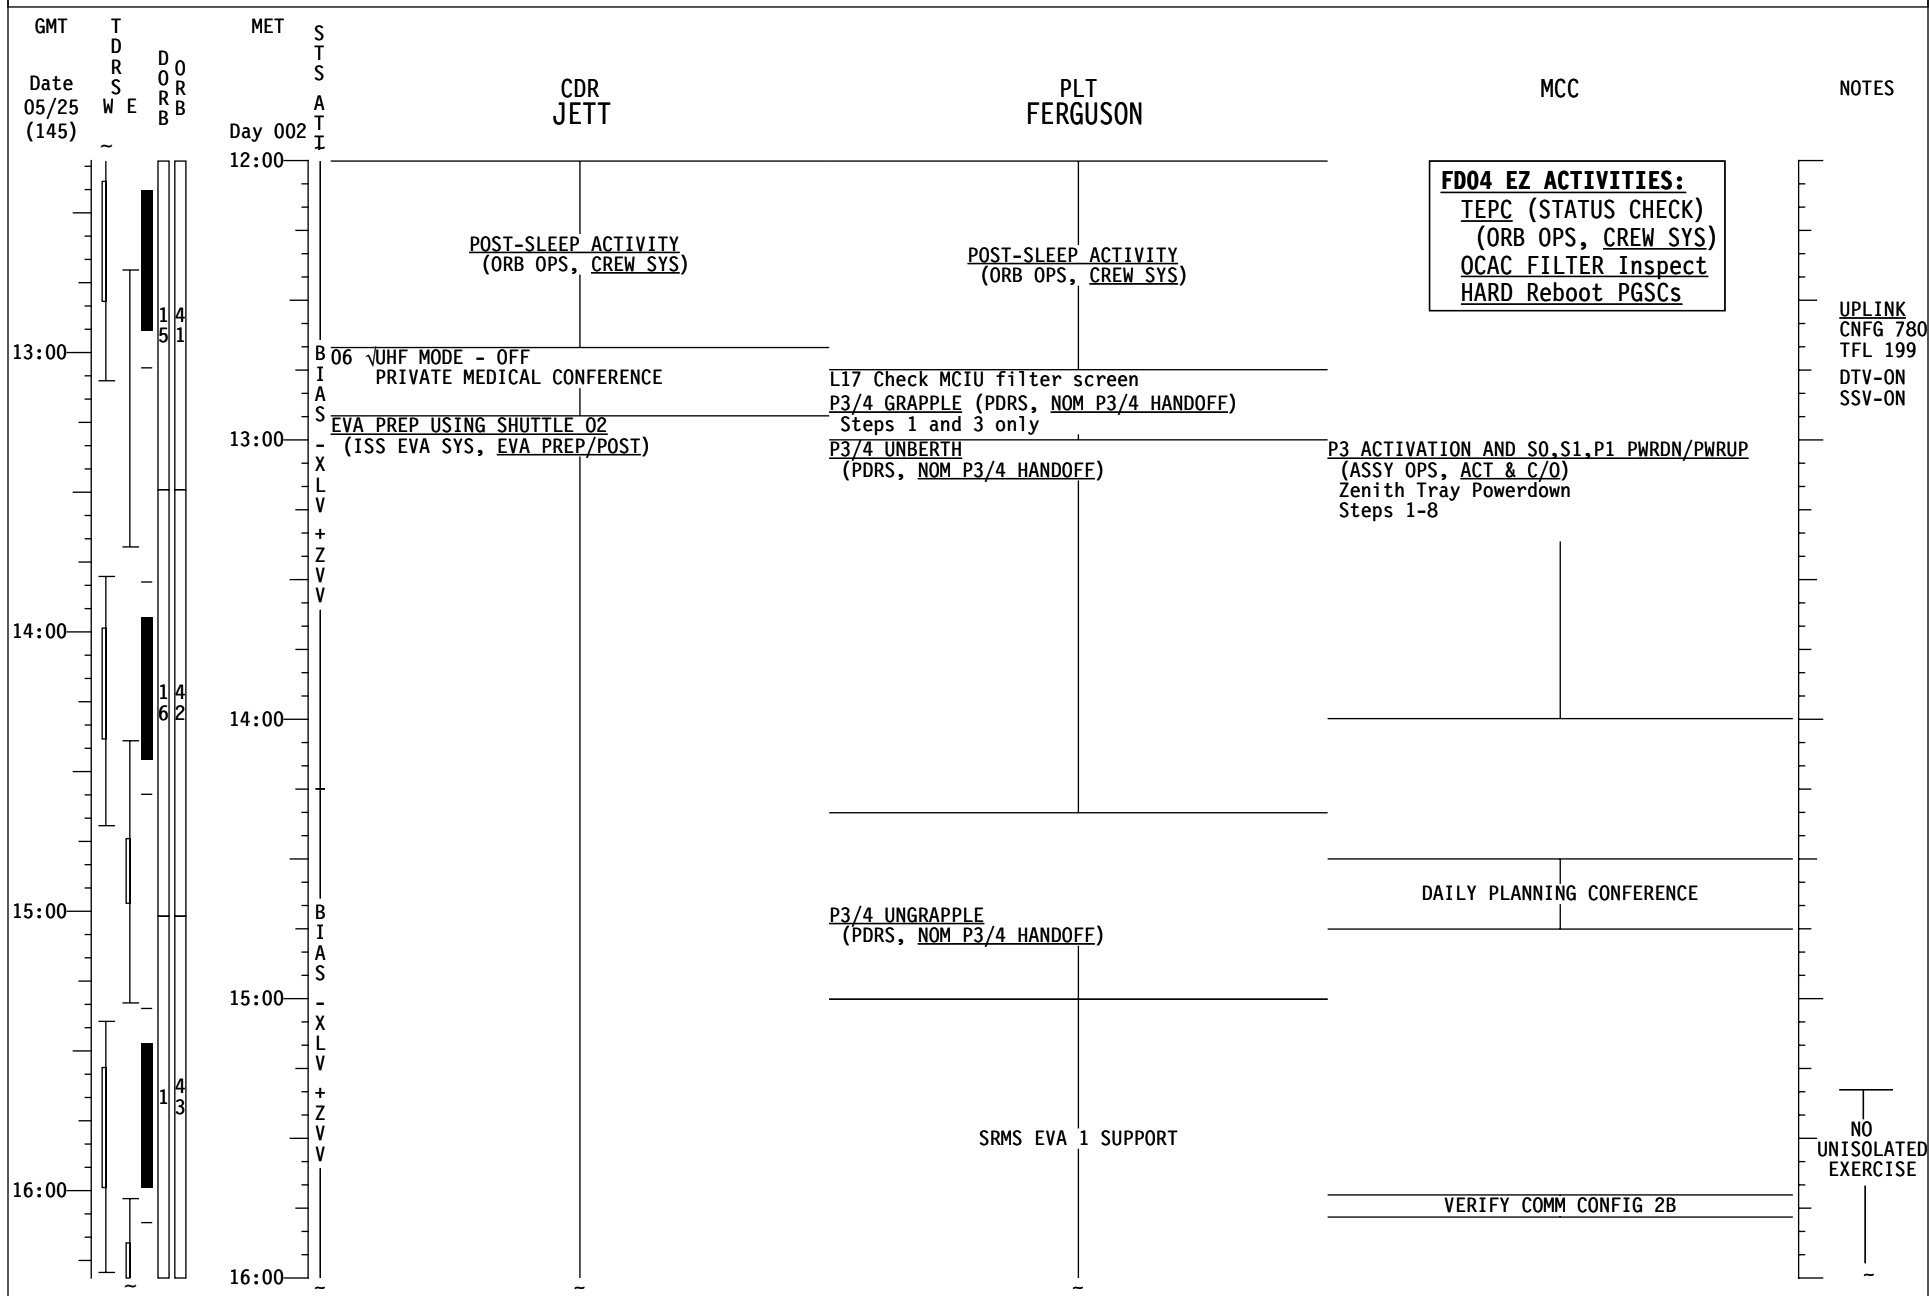 GMT
TDRS
W E
DORB
ORB
MET
STS ATT
Date
05/25
(145)
Day 002
CDR
JETT
PLT
FERGUSON
MCC
NOTES
~
~
12:00
FD04 EZ ACTIVITIES:
TEPC (STATUS CHECK)
(ORB OPS, CREW SYS)
OCAC FILTER Inspect
HARD Reboot PGSCs
POST-SLEEP ACTIVITY
(ORB OPS, CREW SYS)
POST-SLEEP ACTIVITY
(ORB OPS, CREW SYS)
15
41
UPLINK
CNFG 780
TFL 199
DTV-ON
SSV-ON
13:00
BIAS -XLV +ZVV
06 √UHF MODE - OFF
PRIVATE MEDICAL CONFERENCE
L17 Check MCIU filter screen
P3/4 GRAPPLE (PDRS, NOM P3/4 HANDOFF)
Steps 1 and 3 only
EVA PREP USING SHUTTLE O2
(ISS EVA SYS, EVA PREP/POST)
13:00
P3/4 UNBERTH
(PDRS, NOM P3/4 HANDOFF)
P3 ACTIVATION AND SO,S1,P1 PWRDN/PWRUP
(ASSY OPS, ACT & C/O)
Zenith Tray Powerdown
Steps 1-8
14:00
16
42
14:00
DAILY PLANNING CONFERENCE
15:00
BIAS -XLV +ZVV
P3/4 UNGRAPPLE
(PDRS, NOM P3/4 HANDOFF)
15:00
1
43
SRMS EVA 1 SUPPORT
NO
UNISOLATED
EXERCISE
16:00
VERIFY COMM CONFIG 2B
16:00
~
~
~
~
~